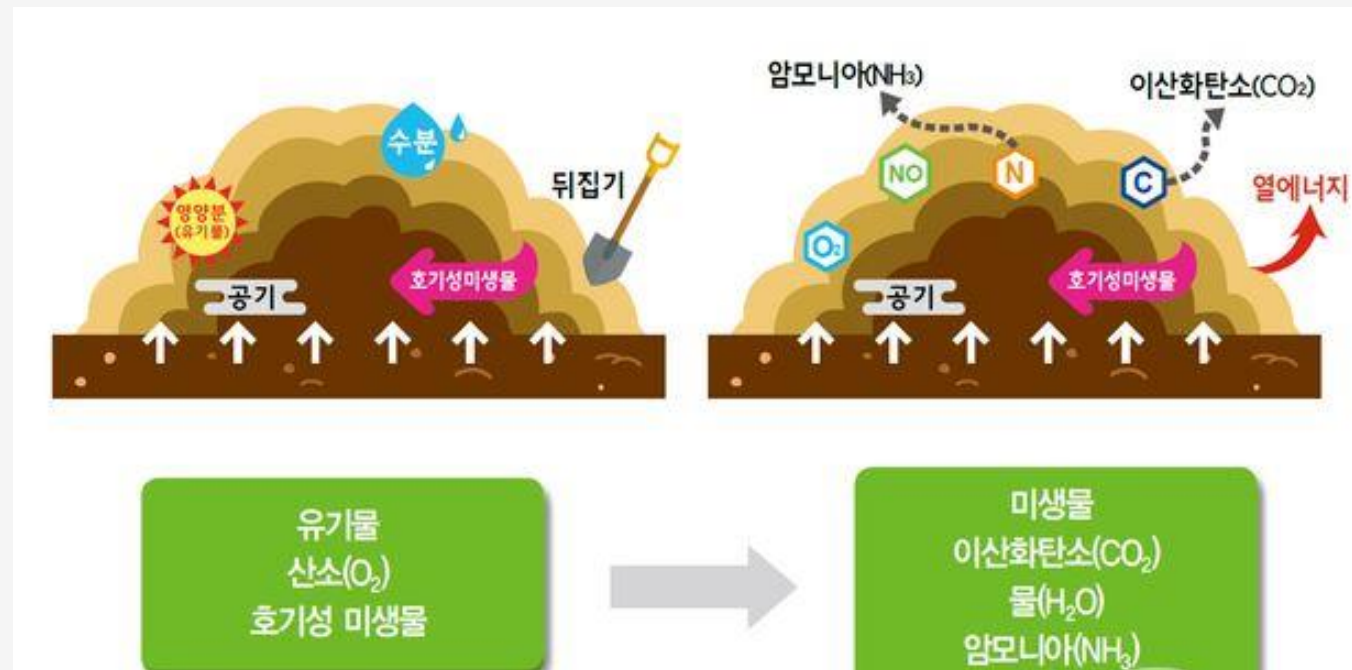 수분
영양분
(유기물)
뒤집기
호기성미생물
공기
암모니아(NH₃)
이산화탄소(CO₂)
NO
N
C
O₂
열에너지
호기성미생물
공기
유기물
산소(O₂)
호기성 미생물
미생물
이산화탄소(CO₂)
물(H₂O)
암모니아(NH₃)